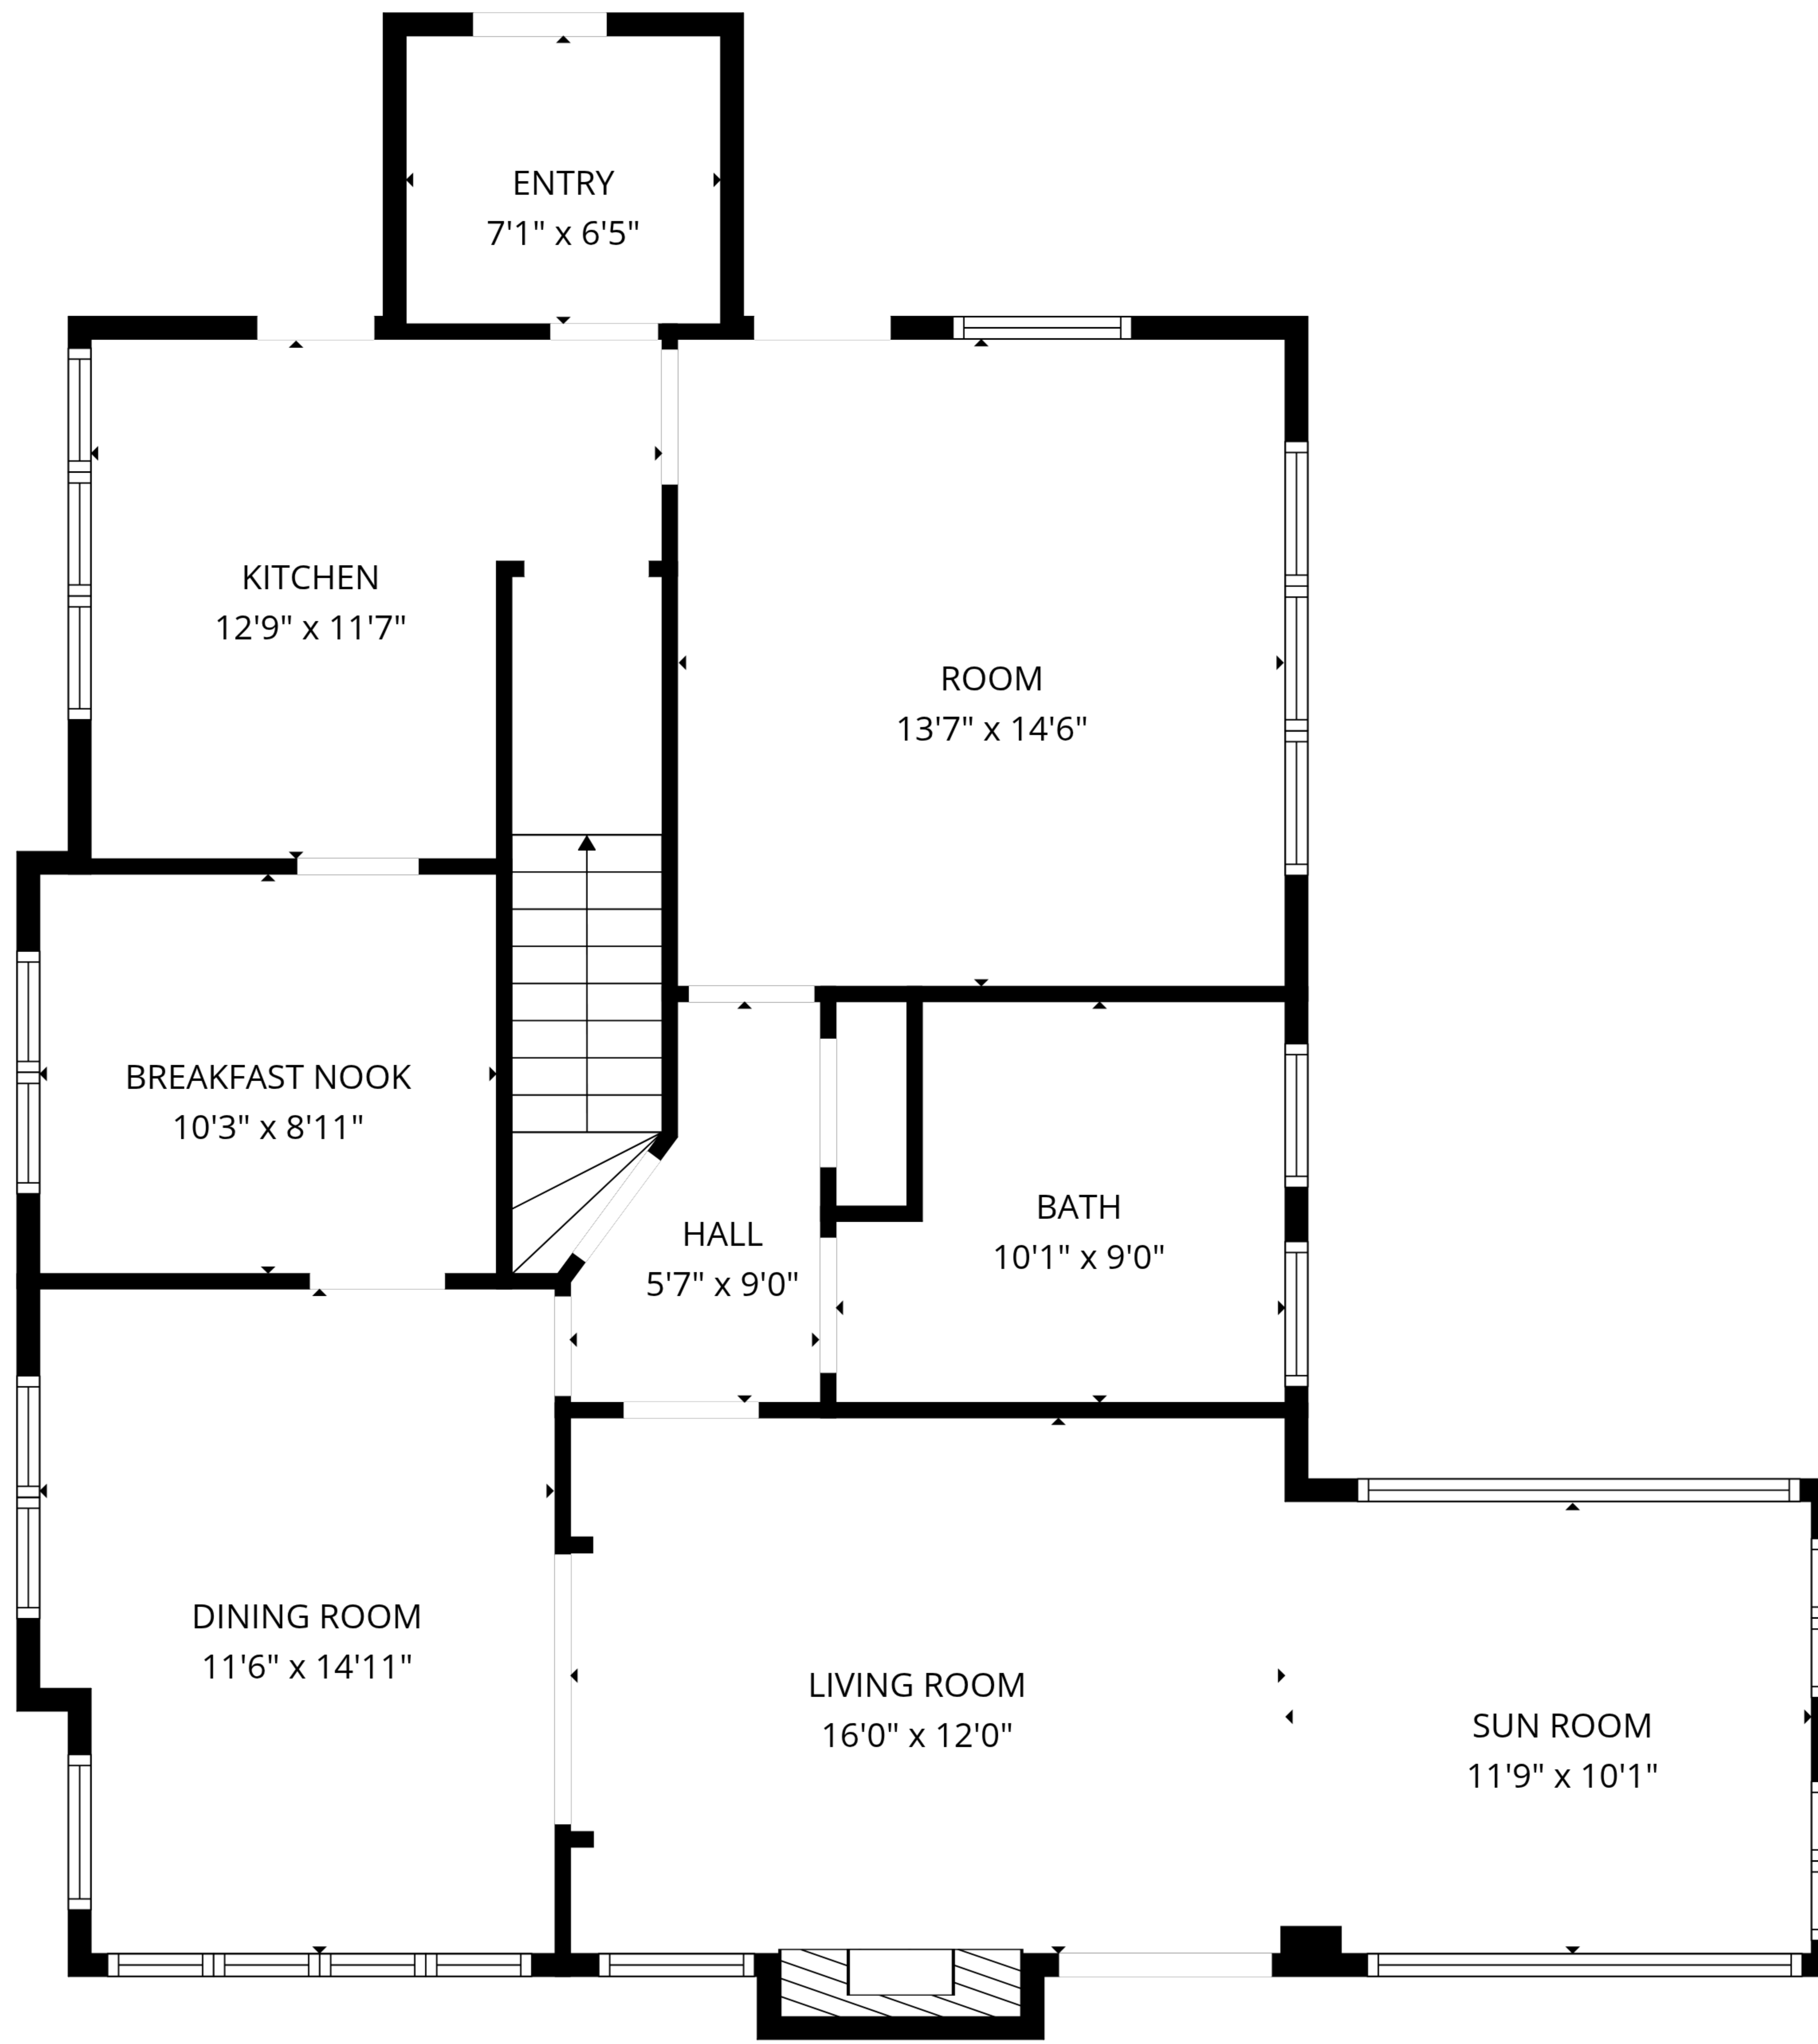 ENTRY
7'1" x 6'5"
KITCHEN
12'9" x 11'7"
ROOM
13'7" x 14'6"
BREAKFAST NOOK
10'3" x 8'11"
HALL
5'7" x 9'0"
BATH
10'1" x 9'0"
DINING ROOM
11'6" x 14'11"
LIVING ROOM
16'0" x 12'0"
SUN ROOM
11'9" x 10'1"